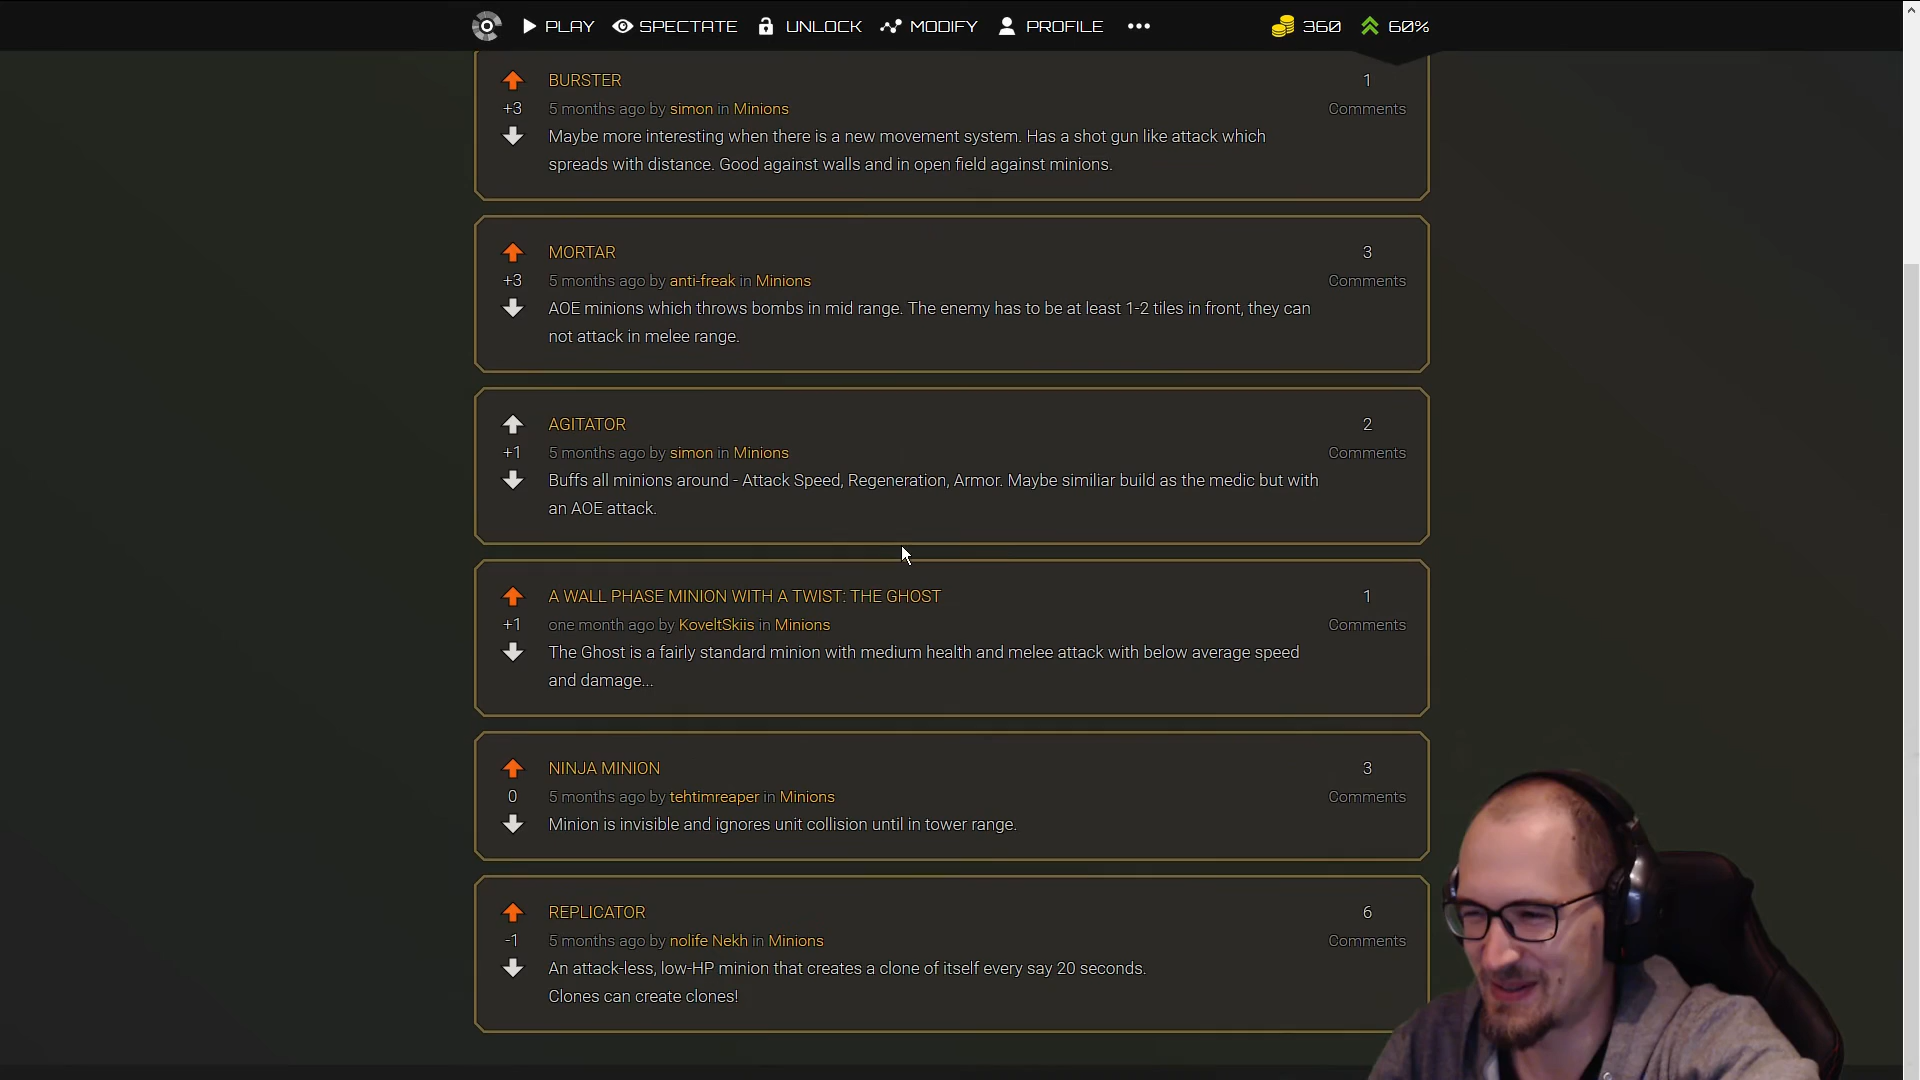 PLAY SPECTATE UNLOCK MODIFY PROFILE ••• 360 60%
BURSTER 1
+3 5 months ago by simon in Minions Comments
Maybe more interesting when there is a new movement system. Has a shot gun like attack which
spreads with distance. Good against walls and in open field against minions.
MORTAR 3
+3 5 months ago by anti-freak in Minions Comments
AOE minions which throws bombs in mid range. The enemy has to be at least 1-2 tiles in front, they can
not attack in melee range.
AGITATOR 2
+1 5 months ago by simon in Minions Comments
Buffs all minions around - Attack Speed, Regeneration, Armor. Maybe similiar build as the medic but with
an AOE attack.
A WALL PHASE MINION WITH A TWIST: THE GHOST 1
+1 one month ago by KoveltSkiis in Minions Comments
The Ghost is a fairly standard minion with medium health and melee attack with below average speed
and damage...
NINJA MINION 3
0 5 months ago by tehtimreaper in Minions Comments
Minion is invisible and ignores unit collision until in tower range.
REPLICATOR 6
-1 5 months ago by nolife Nekh in Minions Comments
An attack-less, low-HP minion that creates a clone of itself every say 20 seconds.
Clones can create clones!